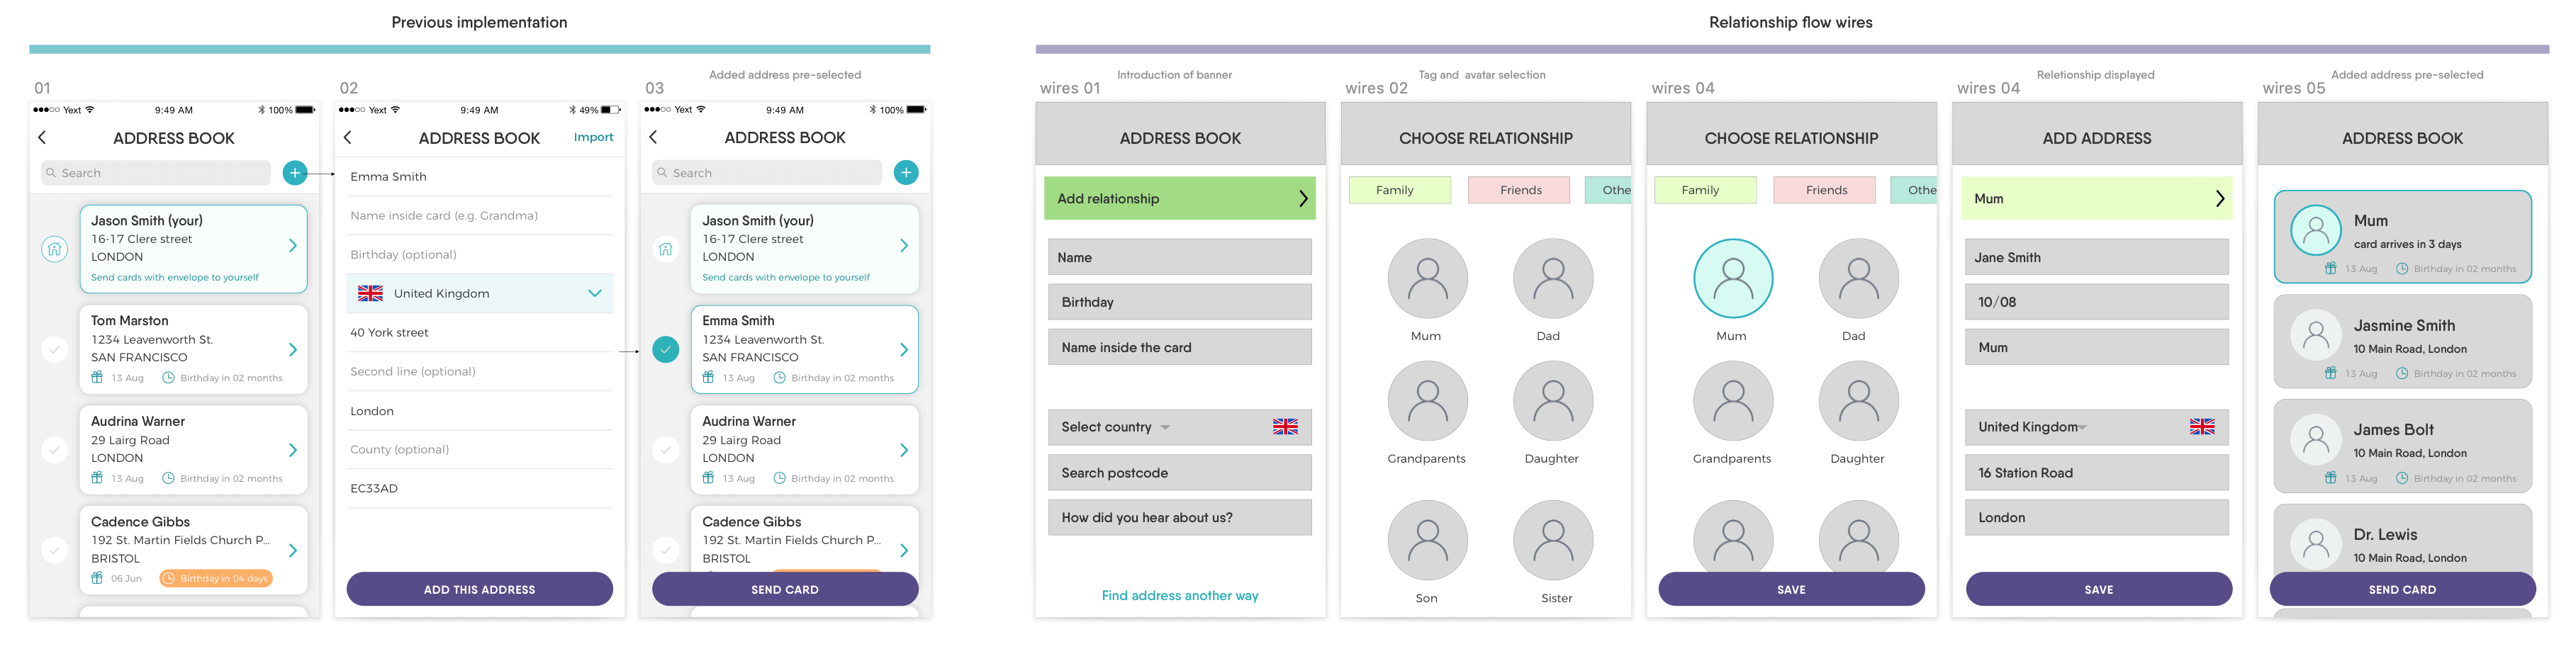 Previous implementation
Relationship flow wires
01
Yext 9:49 AM 100%
ADDRESS BOOK
Search
Jason Smith (your)
16-17 Clere street
LONDON
Send cards with envelope to yourself
Tom Marston
1234 Leavenworth St.
SAN FRANCISCO
13 Aug Birthday in 02 months
Audrina Warner
29 Lairg Road
LONDON
13 Aug Birthday in 02 months
Cadence Gibbs
192 St. Martin Fields Church P...
BRISTOL
06 Jun Birthday in 04 days
02
Yext 9:49 AM 49%
ADDRESS BOOK Import
Emma Smith
Name inside card (e.g. Grandma)
Birthday (optional)
United Kingdom
40 York street
Second line (optional)
London
County (optional)
EC33AD
ADD THIS ADDRESS
Added address pre-selected
03
Yext 9:49 AM 100%
ADDRESS BOOK
Search
Jason Smith (your)
16-17 Clere street
LONDON
Send cards with envelope to yourself
Emma Smith
1234 Leavenworth St.
SAN FRANCISCO
13 Aug Birthday in 02 months
Audrina Warner
29 Lairg Road
LONDON
13 Aug Birthday in 02 months
Cadence Gibbs
192 St. Martin Fields Church P...
BRISTOL
SEND CARD
Introduction of banner
wires 01
ADDRESS BOOK
Add relationship
Name
Birthday
Name inside the card
Select country
Search postcode
How did you hear about us?
Find address another way
Tag and avatar selection
wires 02
CHOOSE RELATIONSHIP
Family Friends Othe
Mum Dad
Grandparents Daughter
Son Sister
wires 04
CHOOSE RELATIONSHIP
Family Friends Othe
Mum Dad
Grandparents Daughter
SAVE
Reletionship displayed
wires 04
ADD ADDRESS
Mum
Jane Smith
10/08
Mum
United Kingdom
16 Station Road
London
SAVE
Added address pre-selected
wires 05
ADDRESS BOOK
Mum
card arrives in 3 days
13 Aug Birthday in 02 months
Jasmine Smith
10 Main Road, London
13 Aug Birthday in 02 months
James Bolt
10 Main Road, London
13 Aug Birthday in 02 months
Dr. Lewis
10 Main Road, London
SEND CARD